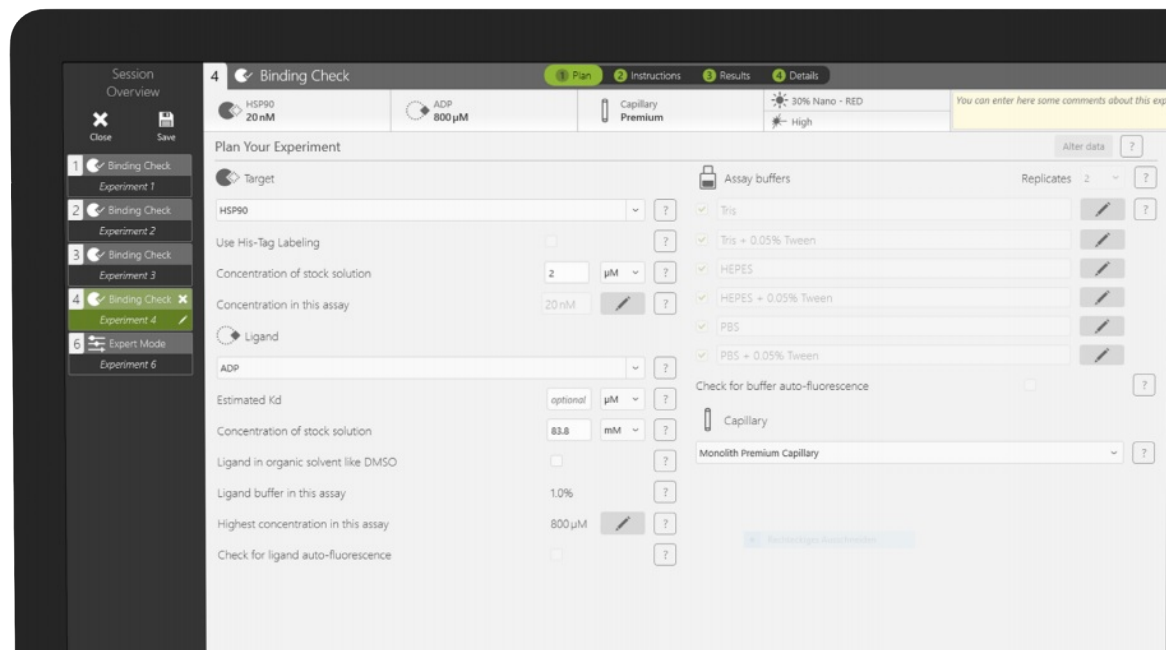 Session
Overview
Close
Save
1 Binding Check
Experiment 1
2 Binding Check
Experiment 2
3 Binding Check
Experiment 3
4 Binding Check
Experiment 4
6 Expert Mode
Experiment 6
4 Binding Check
1 Plan
2 Instructions
3 Results
4 Details
HSP90
20 nM
ADP
800 µM
Capillary
Premium
30% Nano - RED
High
You can enter here some comments about this exp
Plan Your Experiment
Alter data
?
Target
HSP90
?
Use His-Tag Labeling
?
Concentration of stock solution
2
µM
?
Concentration in this assay
20 nM
?
Ligand
ADP
?
Estimated Kd
optional
µM
?
Concentration of stock solution
83.8
mM
?
Ligand in organic solvent like DMSO
?
Ligand buffer in this assay
1.0%
?
Highest concentration in this assay
800 µM
?
Check for ligand auto-fluorescence
?
Assay buffers
Replicates
2
?
Tris
?
Tris + 0.05% Tween
HEPES
HEPES + 0.05% Tween
PBS
PBS + 0.05% Tween
Check for buffer auto-fluorescence
?
Capillary
Monolith Premium Capillary
?